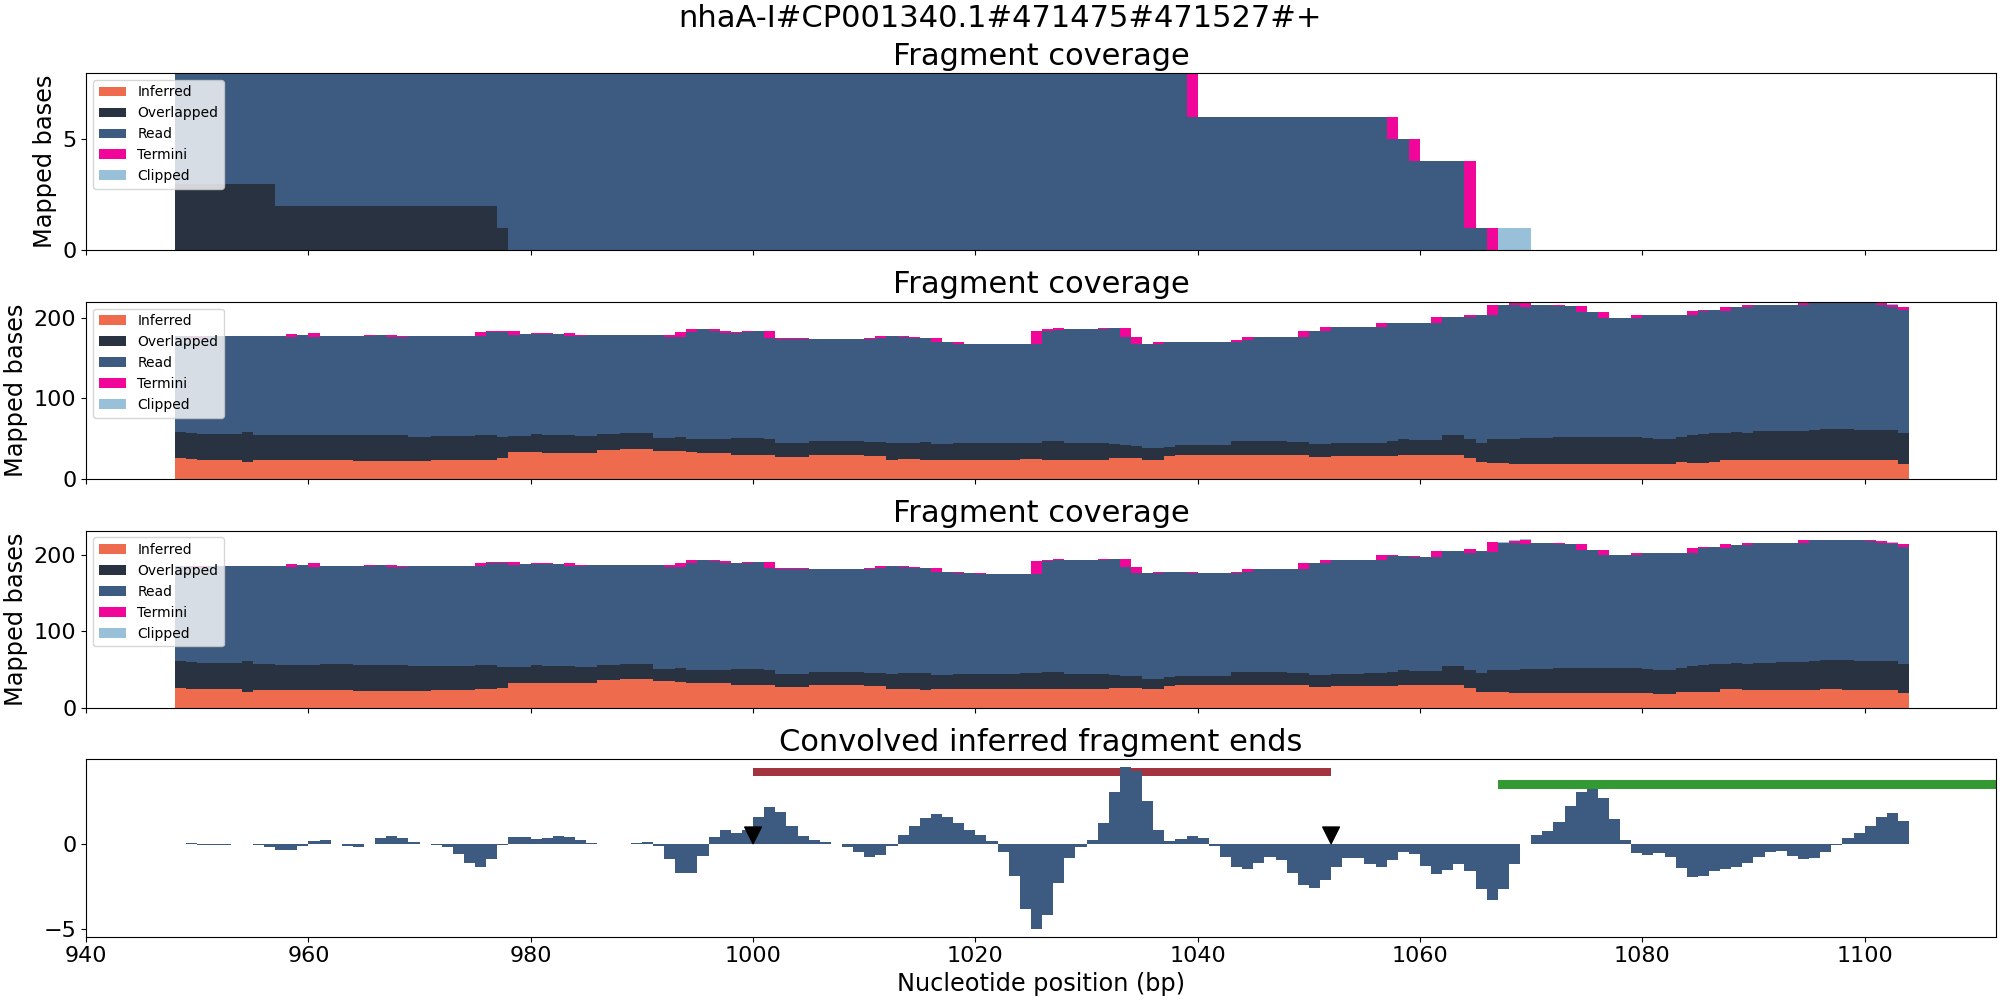 nhaA-I#CP001340.1#471475#471527#+
Fragment coverage
Mapped bases
5
0
Inferred
Overlapped
Read
Termini
Clipped
Fragment coverage
Mapped bases
200
100
0
Inferred
Overlapped
Read
Termini
Clipped
Fragment coverage
Mapped bases
200
100
0
Inferred
Overlapped
Read
Termini
Clipped
Convolved inferred fragment ends
0
−5
940 960 980 1000 1020 1040 1060 1080 1100
Nucleotide position (bp)